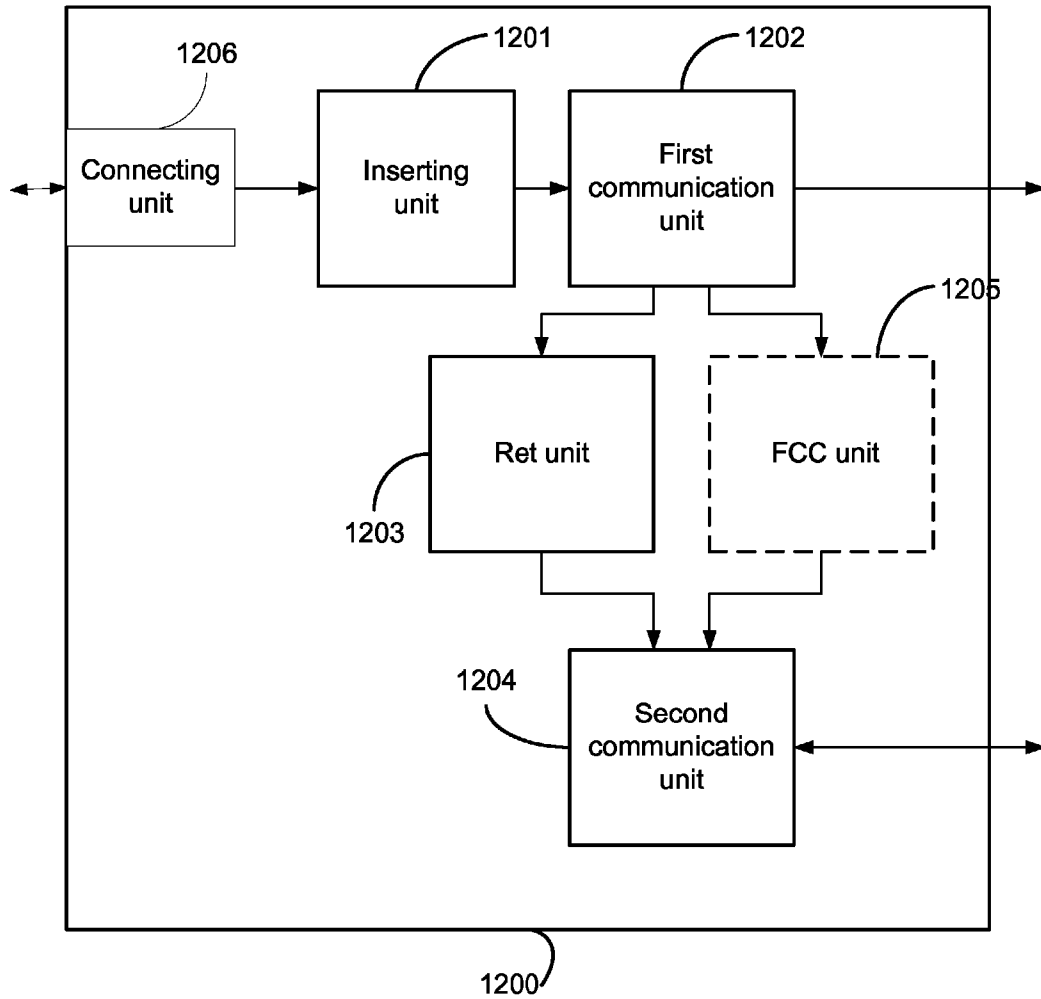 1206
1201
1202
Connecting
unit
Inserting
unit
First
communication
unit
1205
Ret unit
FCC unit
1203
1204
Second
communication
unit
1200